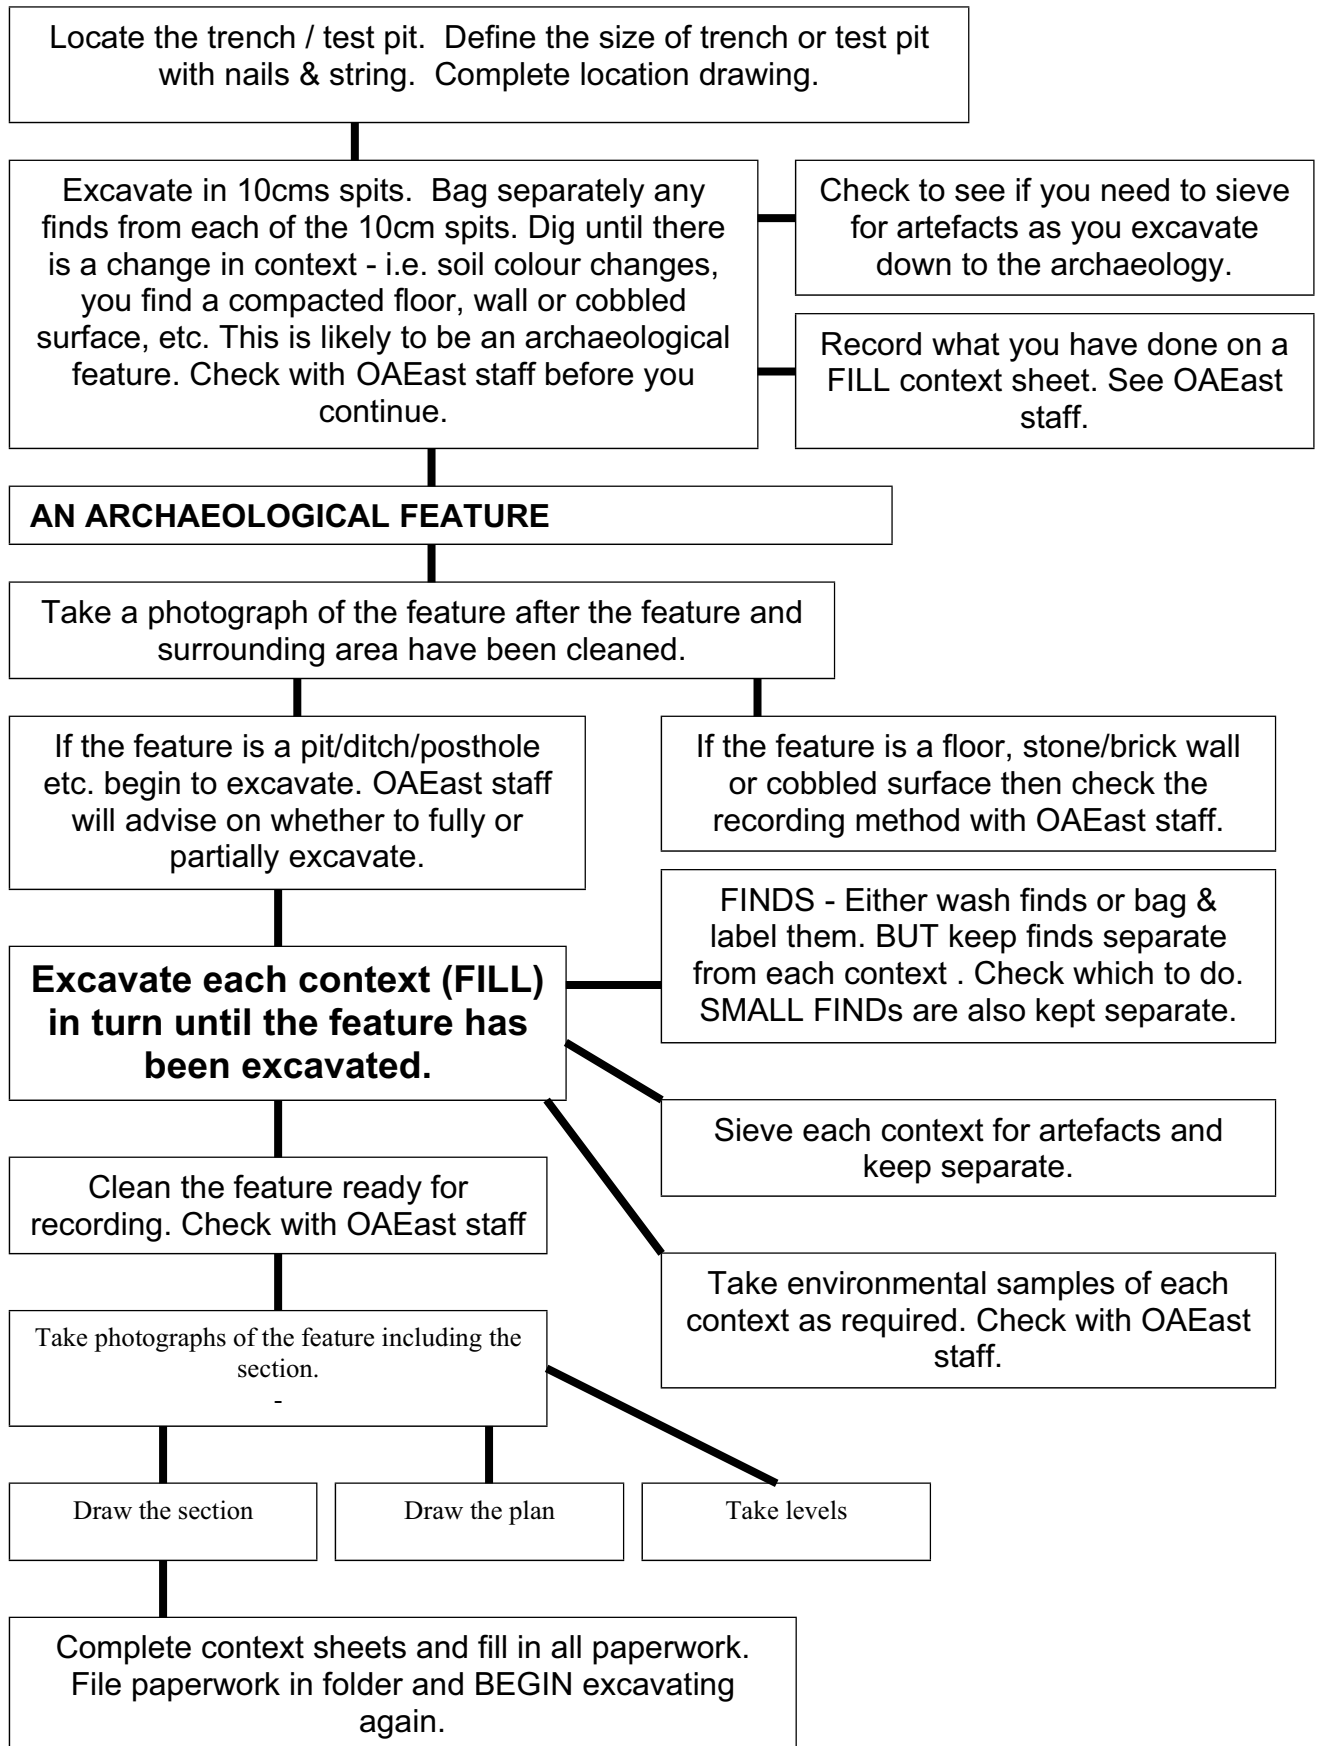 Locate the trench / test pit.  Define the size of trench or test pit
with nails & string.  Complete location drawing.
Excavate in 10cms spits.  Bag separately any
finds from each of the 10cm spits. Dig until there
is a change in context - i.e. soil colour changes,
you find a compacted floor, wall or cobbled
surface, etc. This is likely to be an archaeological
feature. Check with OAEast staff before you
continue.
Check to see if you need to sieve
for artefacts as you excavate
down to the archaeology.
Record what you have done on a
FILL context sheet. See OAEast
staff.
AN ARCHAEOLOGICAL FEATURE
Take a photograph of the feature after the feature and
surrounding area have been cleaned.
If the feature is a pit/ditch/posthole
etc. begin to excavate. OAEast staff
will advise on whether to fully or
partially excavate.
If the feature is a floor, stone/brick wall
or cobbled surface then check the
recording method with OAEast staff.
FINDS - Either wash finds or bag &
label them. BUT keep finds separate
from each context . Check which to do.
SMALL FINDs are also kept separate.
Excavate each context (FILL)
in turn until the feature has
been excavated.
Sieve each context for artefacts and
keep separate.
Clean the feature ready for
recording. Check with OAEast staff
Take environmental samples of each
context as required. Check with OAEast
staff.
Take photographs of the feature including the
section.
-
Draw the section
Draw the plan
Take levels
Complete context sheets and fill in all paperwork.
File paperwork in folder and BEGIN excavating
again.